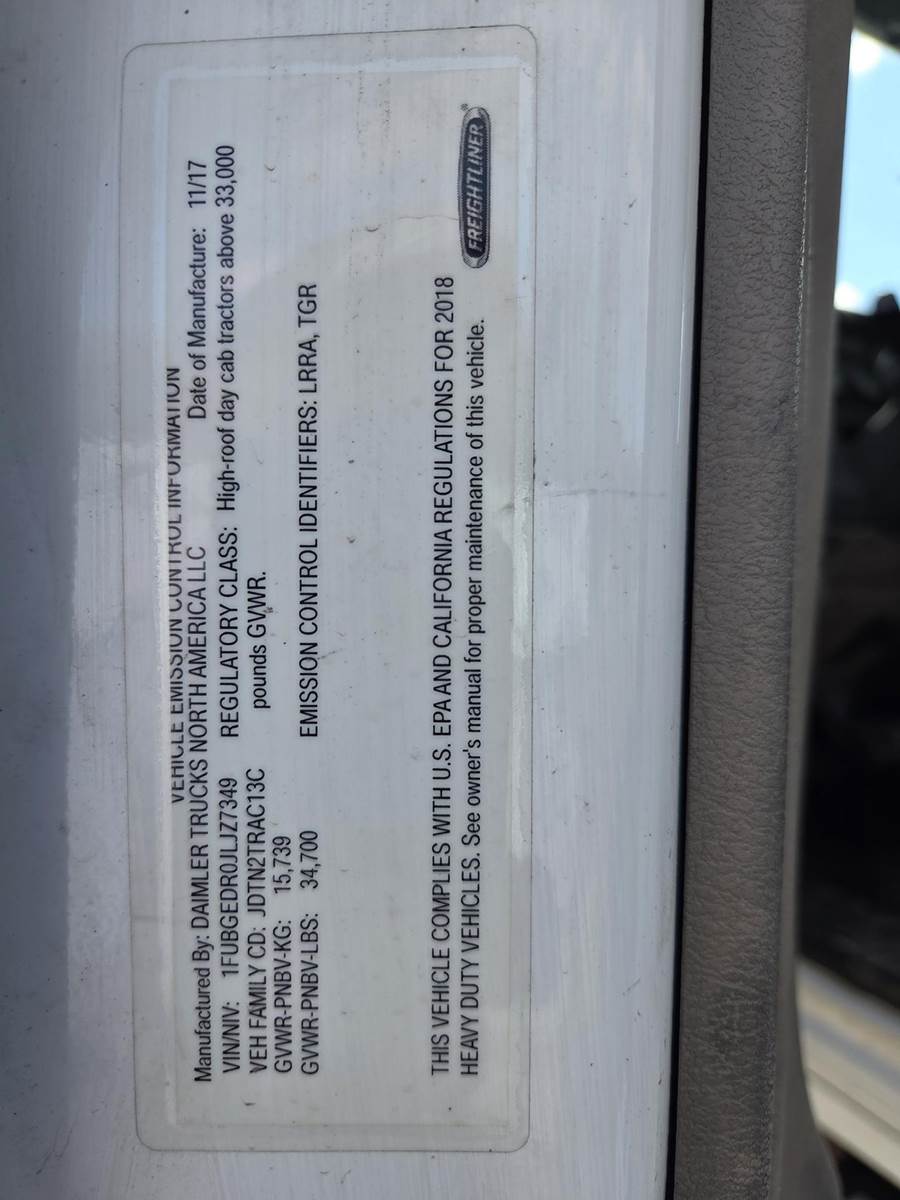 VEHICLE EMISSION CONTROL INFORMATION
Manufactured By: DAIMLER TRUCKS NORTH AMERICA LLC Date of Manufacture: 11/17
VIN/NIV: 1FUBGEDR0JLJZ7349 REGULATORY CLASS: High-roof day cab tractors above 33,000
VEH FAMILY CD: JDTN2TRAC13C pounds GVWR.
GVWR-PNBV-KG: 15,739
GVWR-PNBV-LBS: 34,700 EMISSION CONTROL IDENTIFIERS: LRRA, TGR
THIS VEHICLE COMPLIES WITH U.S. EPA AND CALIFORNIA REGULATIONS FOR 2018
HEAVY DUTY VEHICLES. See owner's manual for proper maintenance of this vehicle.
FREIGHTLINER®